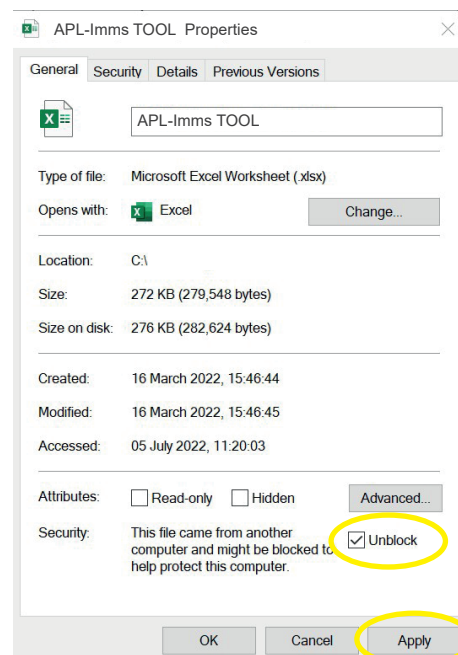 APL-Imms TOOL Properties
General Security Details Previous Versions
APL-Imms TOOL
Type of file: Microsoft Excel Worksheet (.xlsx)
Opens with: Excel Change...
Location: C:\
Size: 272 KB (279,548 bytes)
Size on disk: 276 KB (282,624 bytes)
Created: 16 March 2022, 15:46:44
Modified: 16 March 2022, 15:46:45
Accessed: 05 July 2022, 11:20:03
Attributes: Read-only Hidden Advanced...
Security: This file came from another
computer and might be blocked to
help protect this computer.
Unblock
OK Cancel Apply